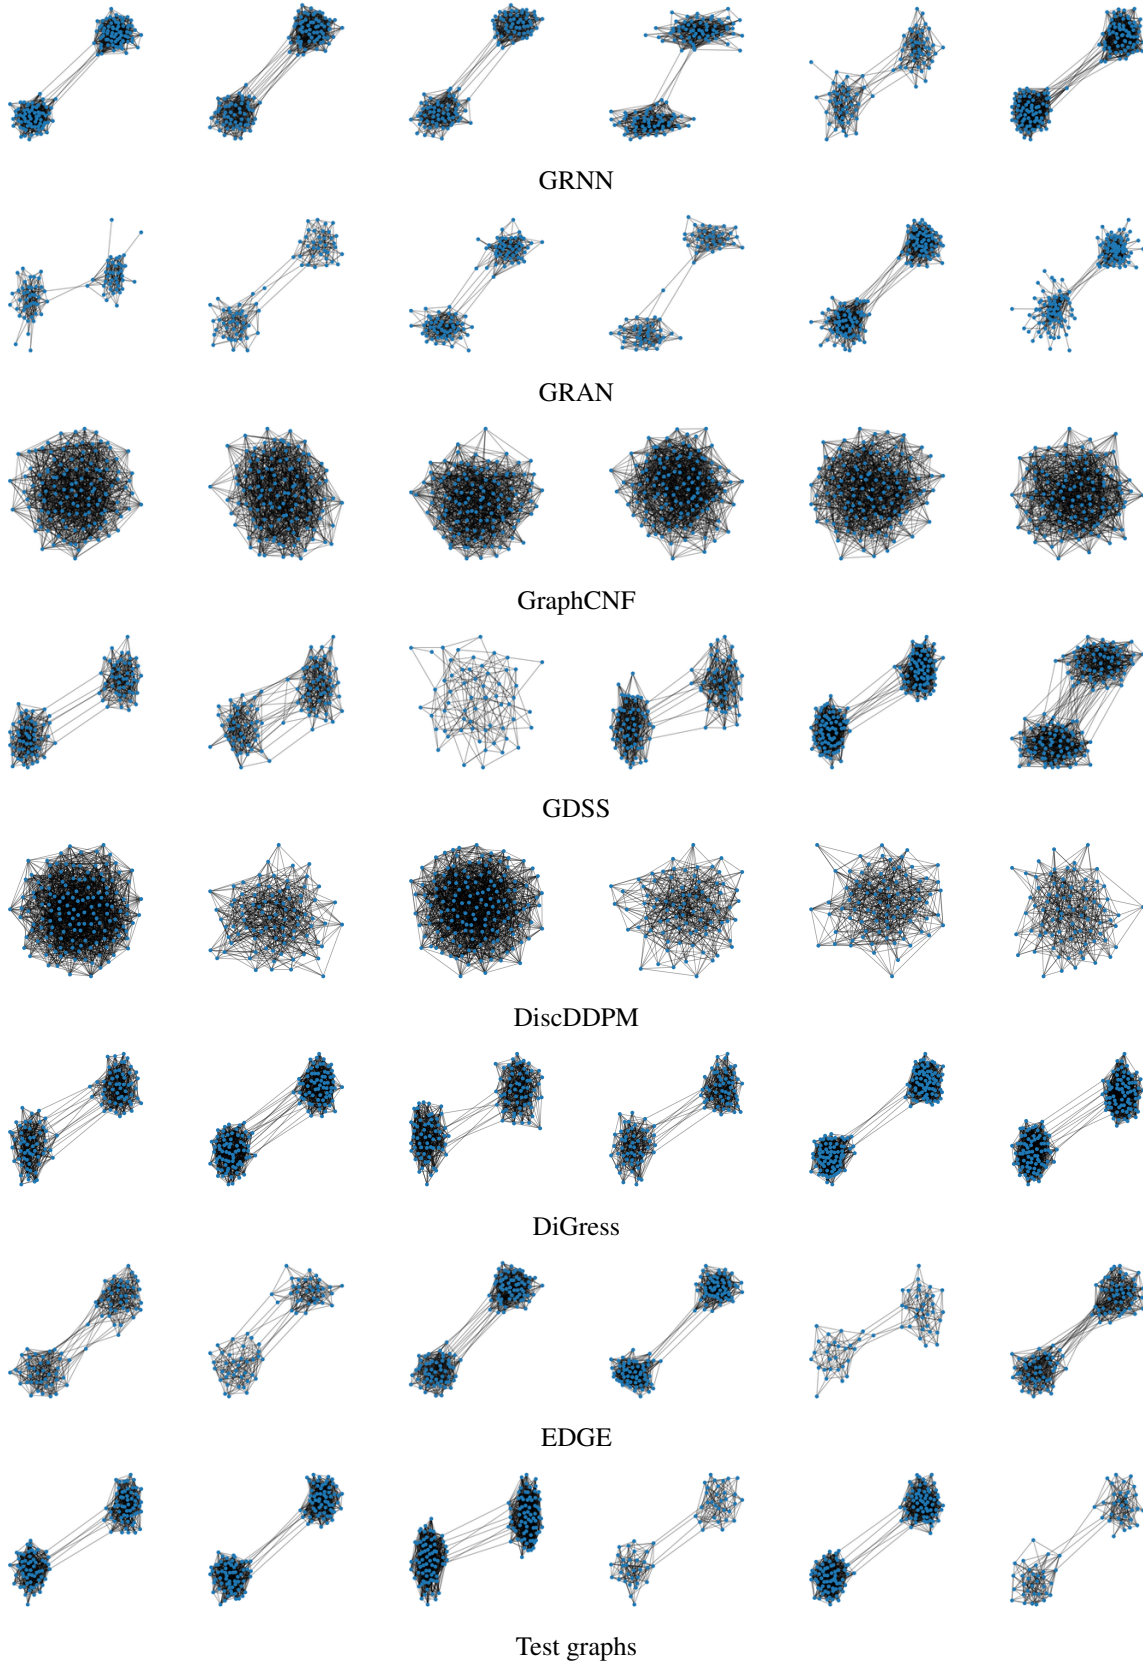 GRNN
GRAN
GraphCNF
GDSS
DiscDDPM
DiGress
EDGE
Test graphs